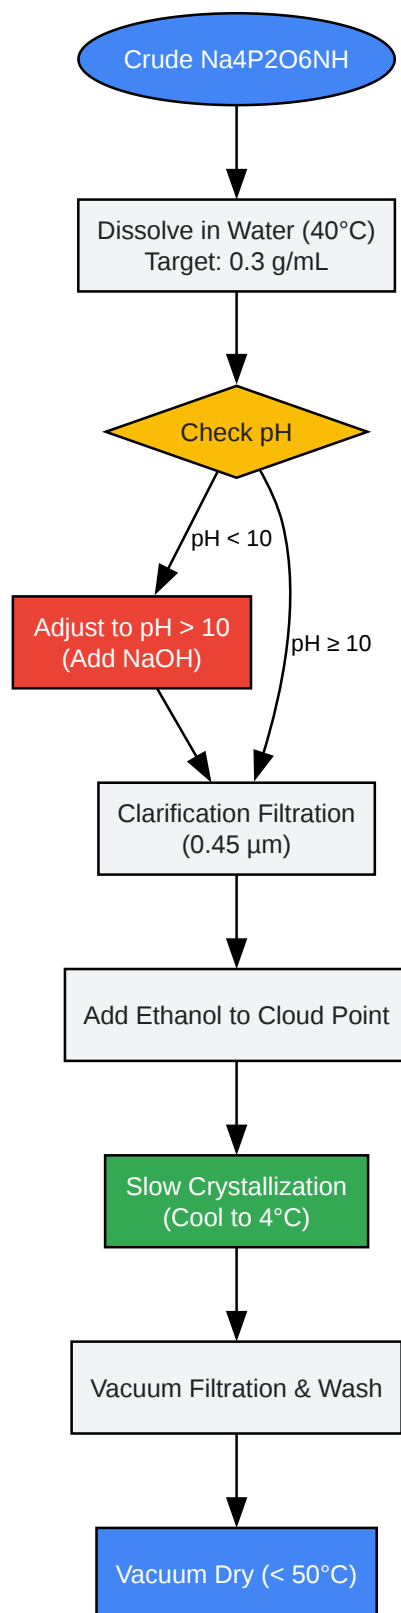 Crude Na4P2O6NH
Dissolve in Water (40°C)
Target: 0.3 g/mL
Check pH
pH < 10
Adjust to pH > 10
(Add NaOH)
pH ≥ 10
Clarification Filtration
(0.45 µm)
Add Ethanol to Cloud Point
Slow Crystallization
(Cool to 4°C)
Vacuum Filtration & Wash
Vacuum Dry (< 50°C)